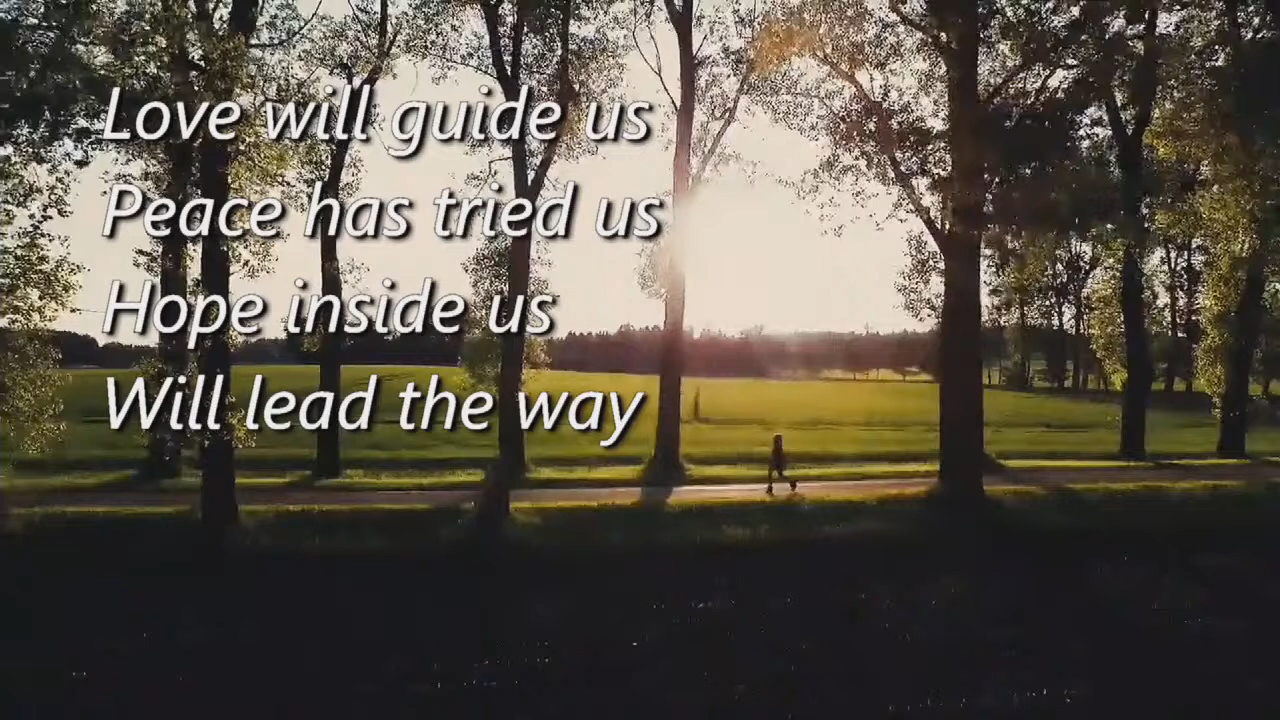 Love will guide us
Peace has tried us
Hope inside us
Will lead the way